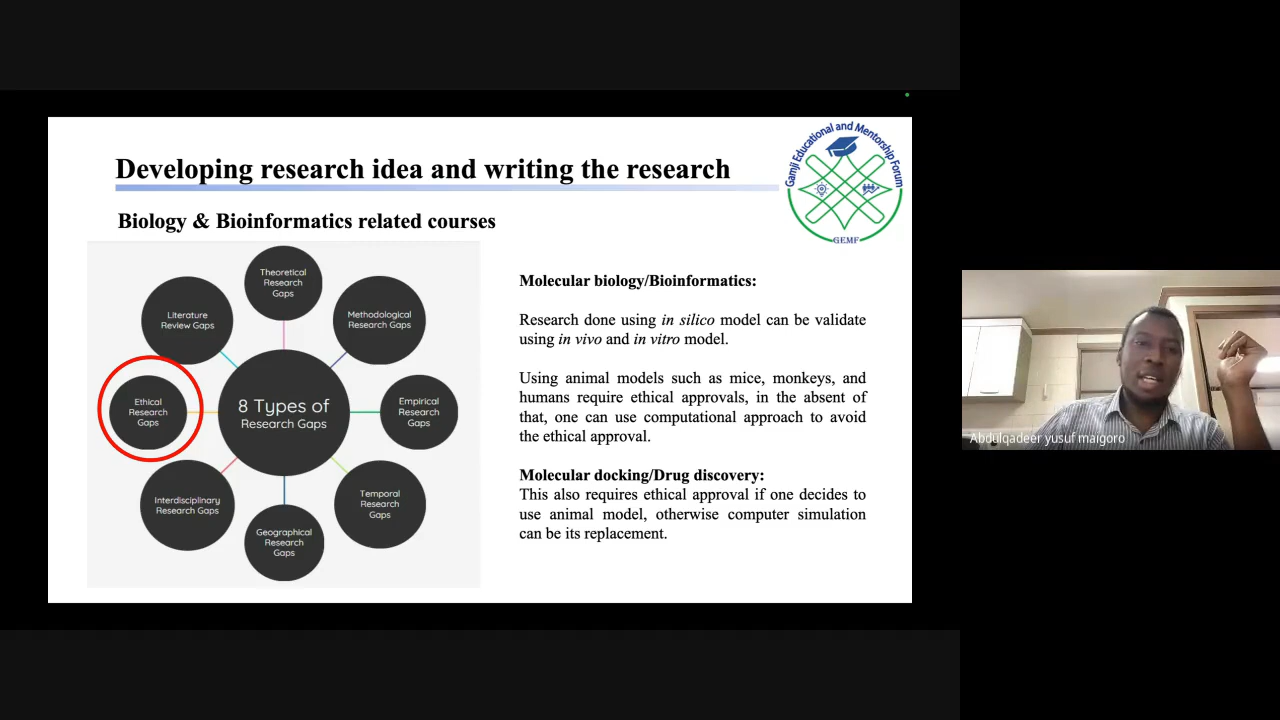 Developing research idea and writing the research
Gamji Educational and Mentorship Forum
GEMF
Biology & Bioinformatics related courses
Theoretical
Research
Gaps
Literature
Review Gaps
Methodological
Research Gaps
Ethical
Research
Gaps
8 Types of
Research Gaps
Empirical
Research
Gaps
Interdisciplinary
Research Gaps
Temporal
Research
Gaps
Geographical
Research
Gaps
Molecular biology/Bioinformatics:
Research done using in silico model can be validate
using in vivo and in vitro model.
Using animal models such as mice, monkeys, and
humans require ethical approvals, in the absent of
that, one can use computational approach to avoid
the ethical approval.
Molecular docking/Drug discovery:
This also requires ethical approval if one decides to
use animal model, otherwise computer simulation
can be its replacement.
Abdulqadeer yusuf maigoro